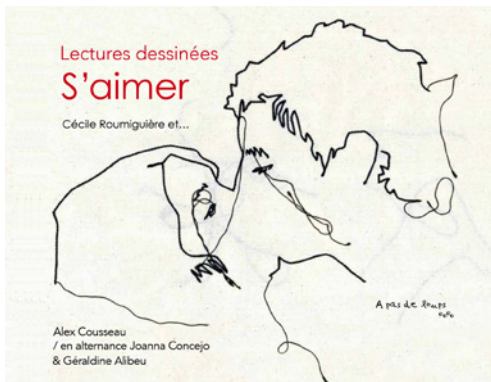 Lectures dessinées
S'aimer
Cécile Roumiguière et...
A pas de loups
Alex Cousseau
/ en alternance Joanna Concejo
& Géraldine Alibeu